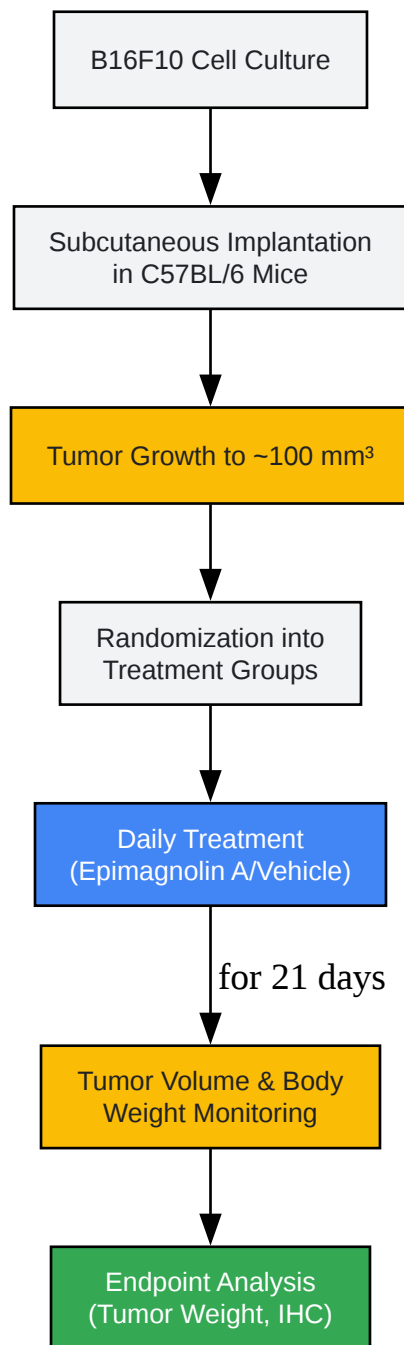 B16F10 Cell Culture
Subcutaneous Implantation
in C57BL/6 Mice
Tumor Growth to ~100 mm³
Randomization into
Treatment Groups
Daily Treatment
(Epimagnolin A/Vehicle)
for 21 days
Tumor Volume & Body
Weight Monitoring
Endpoint Analysis
(Tumor Weight, IHC)